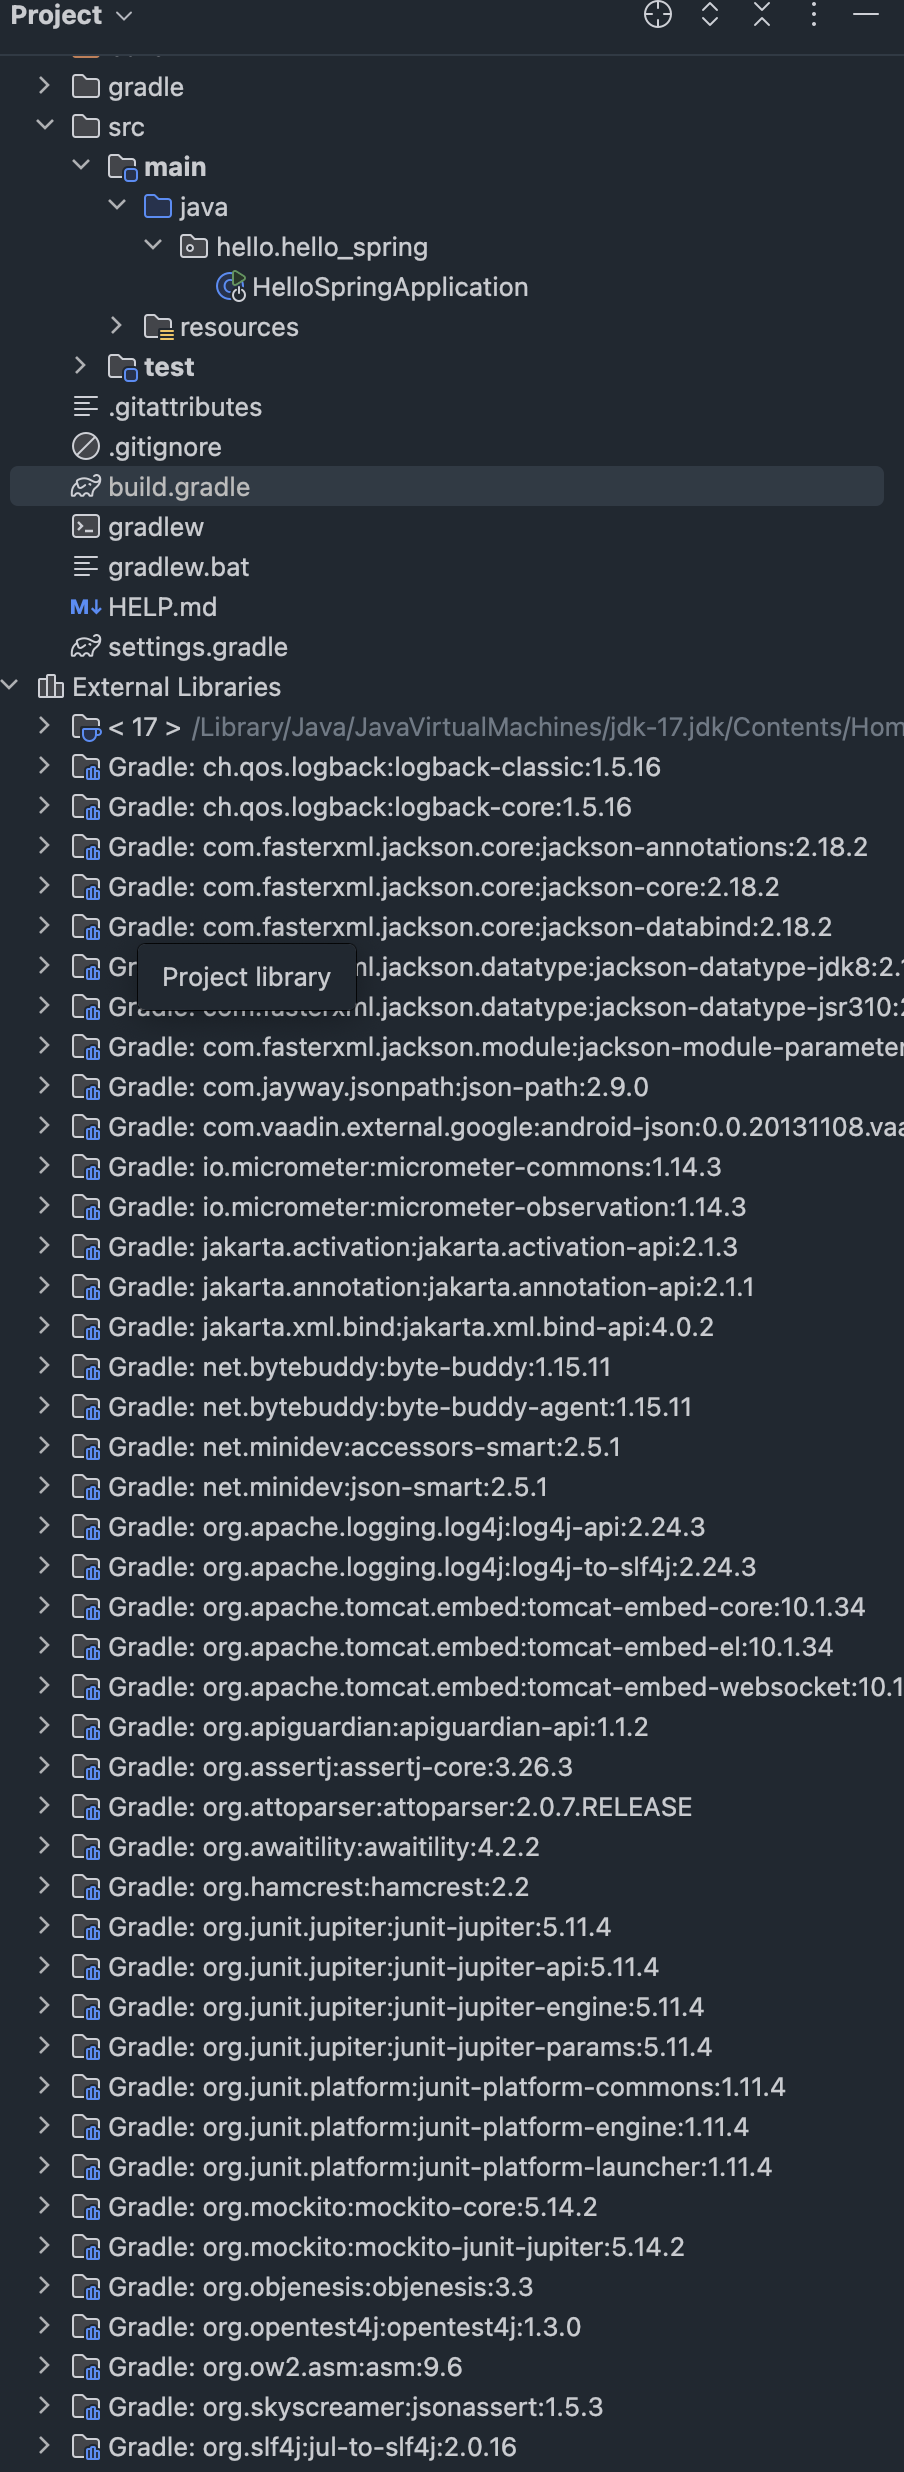 Project
gradle
src
main
java
hello.hello_spring
HelloSpringApplication
resources
test
.gitattributes
.gitignore
build.gradle
gradlew
gradlew.bat
M↓ HELP.md
settings.gradle
External Libraries
< 17 > /Library/Java/JavaVirtualMachines/jdk-17.jdk/Contents/Hom
Gradle: ch.qos.logback:logback-classic:1.5.16
Gradle: ch.qos.logback:logback-core:1.5.16
Gradle: com.fasterxml.jackson.core:jackson-annotations:2.18.2
Gradle: com.fasterxml.jackson.core:jackson-core:2.18.2
Gradle: com.fasterxml.jackson.core:jackson-databind:2.18.2
Gr ml.jackson.datatype:jackson-datatype-jdk8:2.
Project library
ml.jackson.datatype:jackson-datatype-jsr310:
Gradle: com.fasterxml.jackson.module:jackson-module-parameter
Gradle: com.jayway.jsonpath:json-path:2.9.0
Gradle: com.vaadin.external.google:android-json:0.0.20131108.vaa
Gradle: io.micrometer:micrometer-commons:1.14.3
Gradle: io.micrometer:micrometer-observation:1.14.3
Gradle: jakarta.activation:jakarta.activation-api:2.1.3
Gradle: jakarta.annotation:jakarta.annotation-api:2.1.1
Gradle: jakarta.xml.bind:jakarta.xml.bind-api:4.0.2
Gradle: net.bytebuddy:byte-buddy:1.15.11
Gradle: net.bytebuddy:byte-buddy-agent:1.15.11
Gradle: net.minidev:accessors-smart:2.5.1
Gradle: net.minidev:json-smart:2.5.1
Gradle: org.apache.logging.log4j:log4j-api:2.24.3
Gradle: org.apache.logging.log4j:log4j-to-slf4j:2.24.3
Gradle: org.apache.tomcat.embed:tomcat-embed-core:10.1.34
Gradle: org.apache.tomcat.embed:tomcat-embed-el:10.1.34
Gradle: org.apache.tomcat.embed:tomcat-embed-websocket:10.1
Gradle: org.apiguardian:apiguardian-api:1.1.2
Gradle: org.assertj:assertj-core:3.26.3
Gradle: org.attoparser:attoparser:2.0.7.RELEASE
Gradle: org.awaitility:awaitility:4.2.2
Gradle: org.hamcrest:hamcrest:2.2
Gradle: org.junit.jupiter:junit-jupiter:5.11.4
Gradle: org.junit.jupiter:junit-jupiter-api:5.11.4
Gradle: org.junit.jupiter:junit-jupiter-engine:5.11.4
Gradle: org.junit.jupiter:junit-jupiter-params:5.11.4
Gradle: org.junit.platform:junit-platform-commons:1.11.4
Gradle: org.junit.platform:junit-platform-engine:1.11.4
Gradle: org.junit.platform:junit-platform-launcher:1.11.4
Gradle: org.mockito:mockito-core:5.14.2
Gradle: org.mockito:mockito-junit-jupiter:5.14.2
Gradle: org.objenesis:objenesis:3.3
Gradle: org.opentest4j:opentest4j:1.3.0
Gradle: org.ow2.asm:asm:9.6
Gradle: org.skyscreamer:jsonassert:1.5.3
Gradle: org.slf4j:jul-to-slf4j:2.0.16